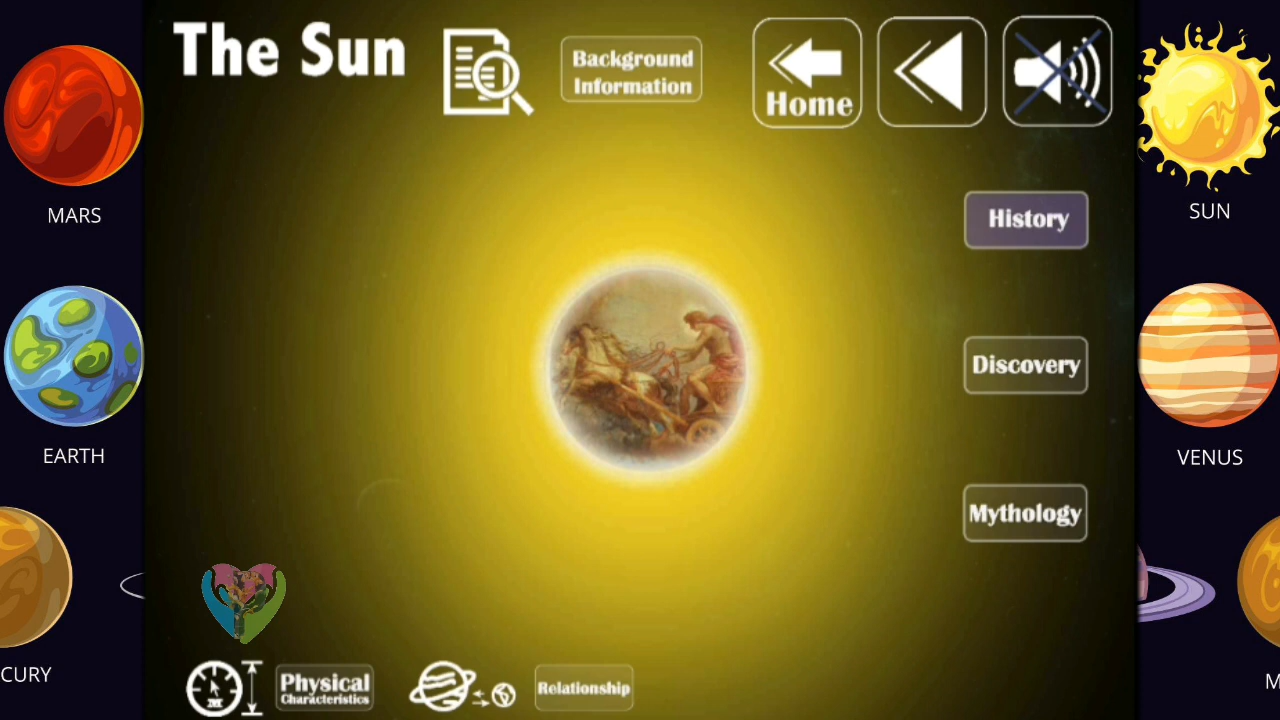 The Sun
Background
Information
Home
MARS
SUN
History
Discovery
EARTH
VENUS
Mythology
CURY
Physical
Characteristics
Relationship
M